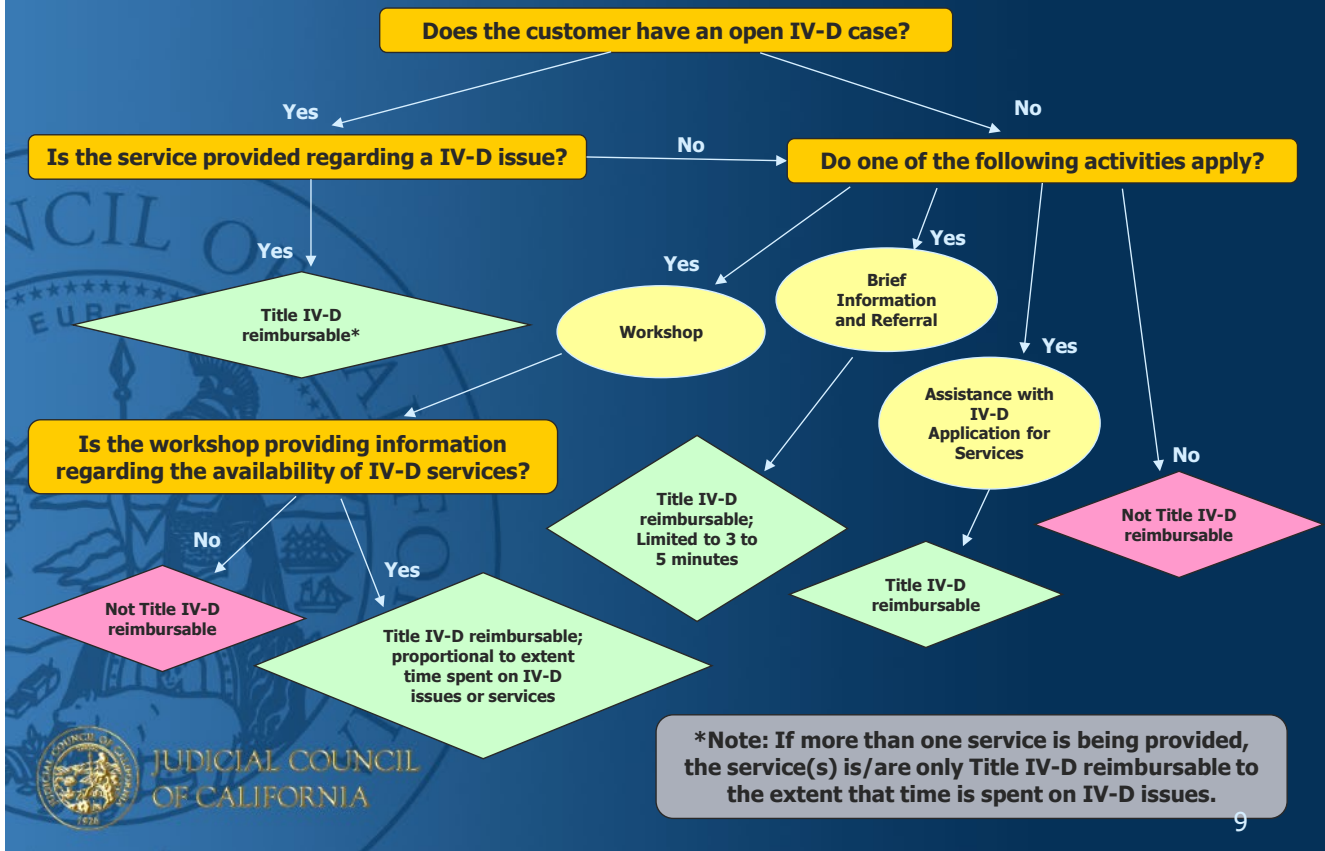 Does the customer have an open IV-D case?
Yes
No
Is the service provided regarding a IV-D issue?
No
Do one of the following activities apply?
Yes
Title IV-D
reimbursable*
Yes
Workshop
Yes
Brief
Information
and Referral
Yes
Assistance with
IV-D
Application for
Services
No
Not Title IV-D
reimbursable
Is the workshop providing information
regarding the availability of IV-D services?
Title IV-D
reimbursable;
Limited to 3 to
5 minutes
Title IV-D
reimbursable
No
Not Title IV-D
reimbursable
Yes
Title IV-D reimbursable;
proportional to extent
time spent on IV-D
issues or services
*Note: If more than one service is being provided,
the service(s) is/are only Title IV-D reimbursable to
the extent that time is spent on IV-D issues.
JUDICIAL COUNCIL
OF CALIFORNIA
1926
9